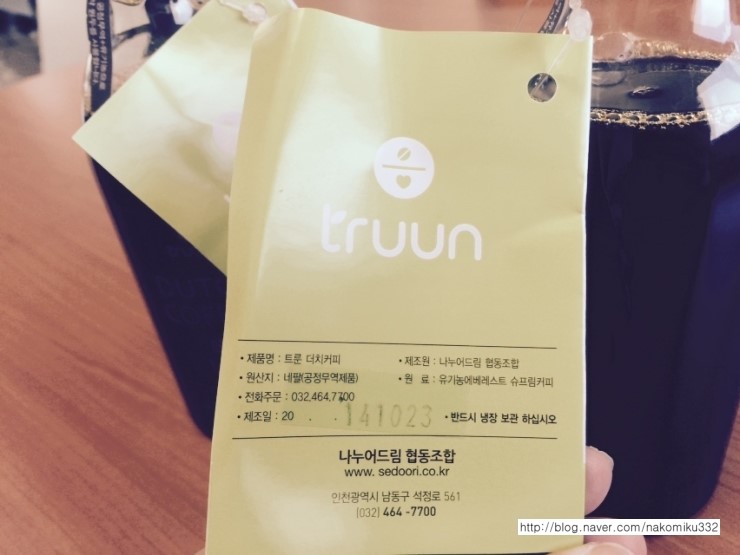 truun
• 제품명 : 트룬 더치커피
• 제조원 : 나누어드림 협동조합
• 원산지 : 네팔(공정무역제품)
• 원 료 : 유기농에베레스트 슈프림커피
• 전화주문 : 032.464.7700
• 제조일 : 20 . . 141023 • 반드시 냉장 보관 하십시오
나누어드림 협동조합
www. sedoori.co.kr
인천광역시 남동구 석정로 561
(032) 464 -7700
http://blog.naver.com/nakomiku332